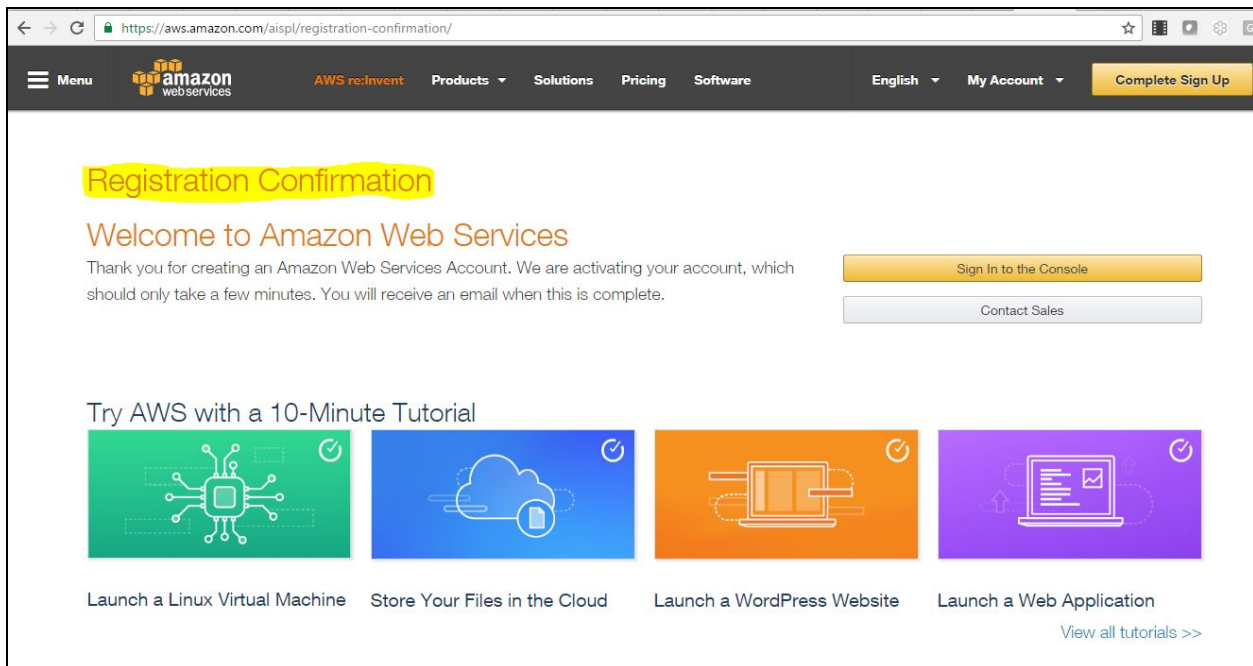 https://aws.amazon.com/aispl/registration-confirmation/
Menu
amazon
webservices
AWS re:Invent Products Solutions Pricing Software English My Account Complete Sign Up
Registration Confirmation
Welcome to Amazon Web Services
Thank you for creating an Amazon Web Services Account. We are activating your account, which
should only take a few minutes. You will receive an email when this is complete.
Sign In to the Console
Contact Sales
Try AWS with a 10-Minute Tutorial
Launch a Linux Virtual Machine Store Your Files in the Cloud Launch a WordPress Website Launch a Web Application
View all tutorials >>